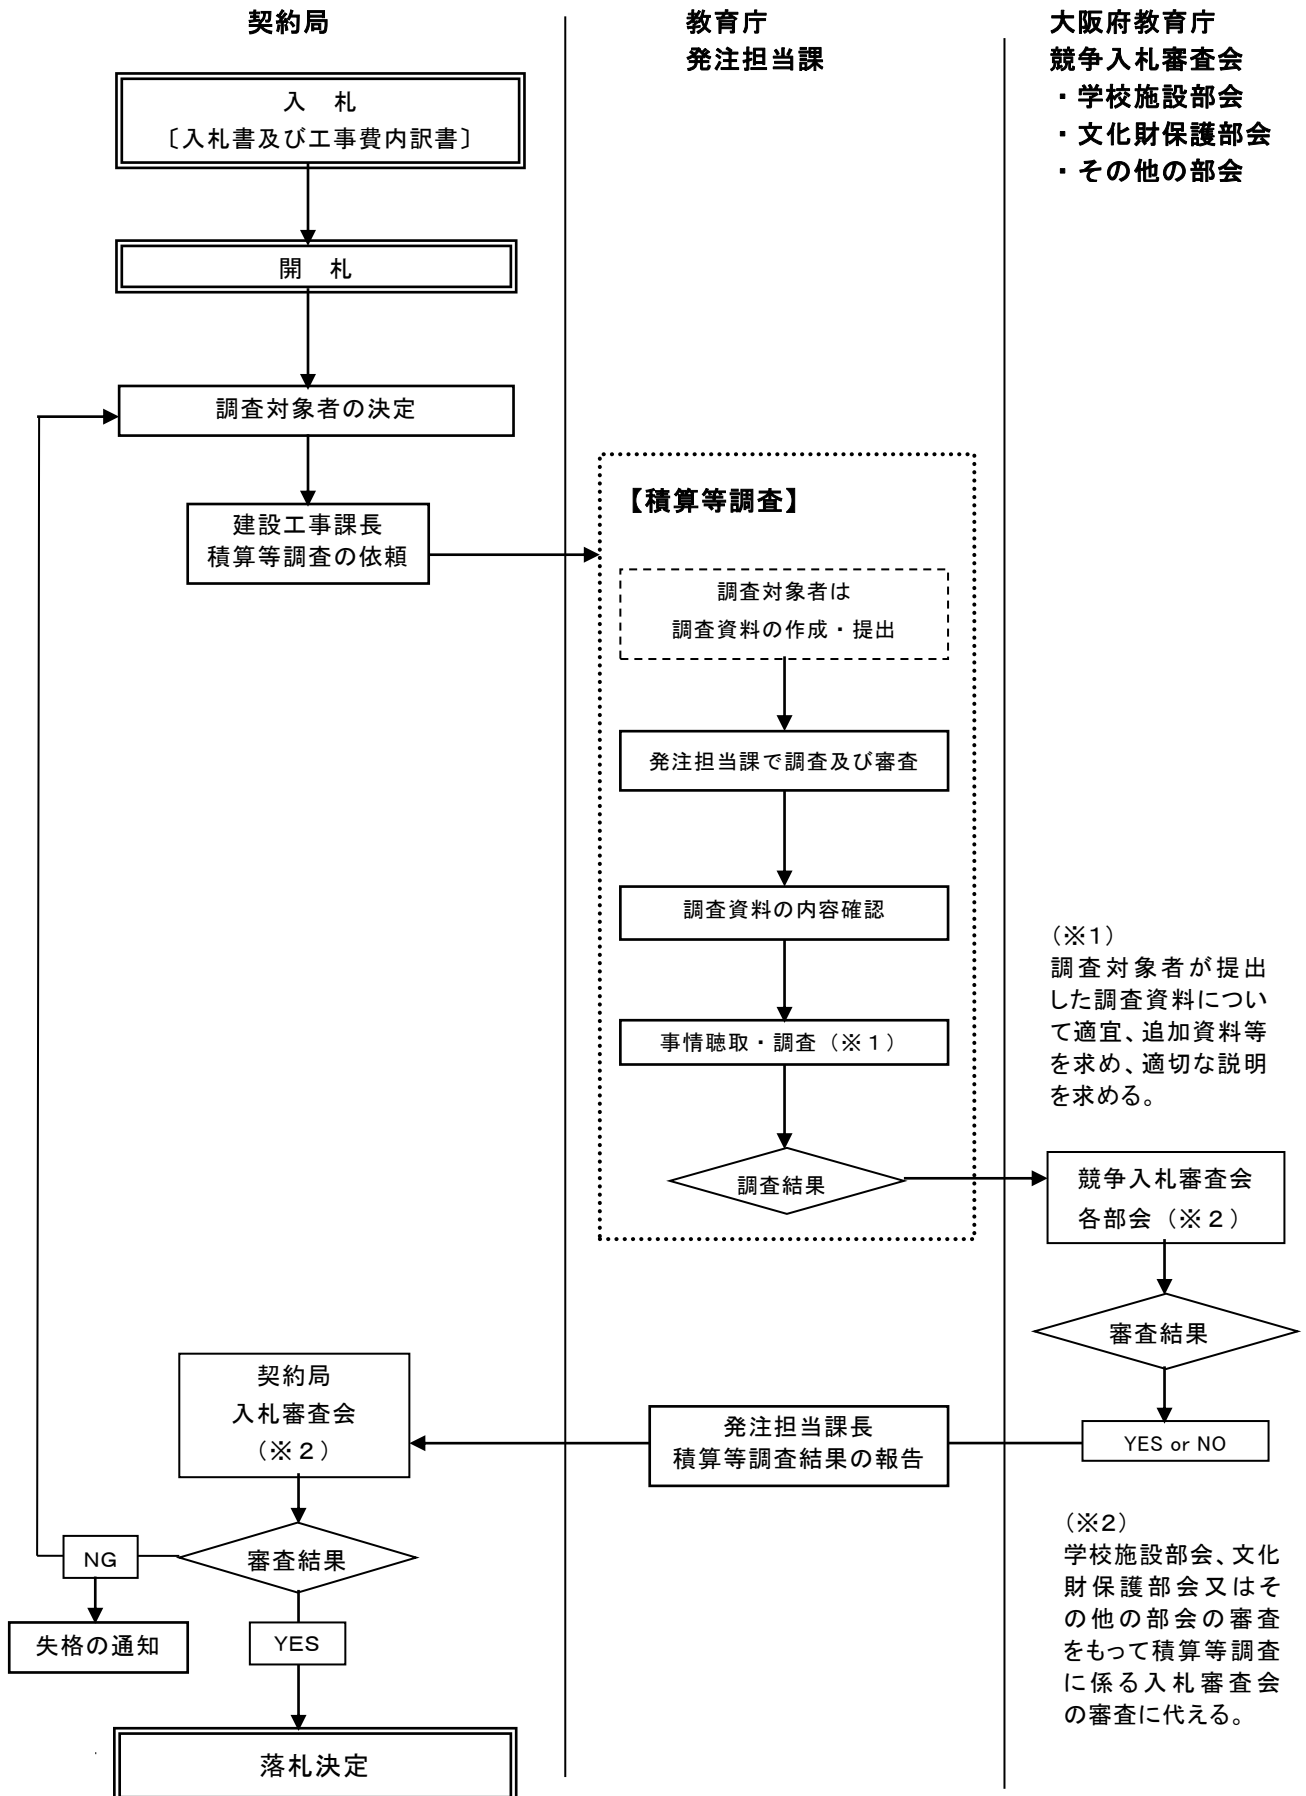 契約局
教育庁
発注担当課
大阪府教育庁
競争入札審査会
・学校施設部会
・文化財保護部会
・その他の部会
入　札
〔入札書及び工事費内訳書〕
開　札
調査対象者の決定
建設工事課長
積算等調査の依頼
【積算等調査】
調査対象者は
調査資料の作成・提出
発注担当課で調査及び審査
調査資料の内容確認
事情聴取・調査（※１）
調査結果
（※１）
調査対象者が提出
した調査資料につい
て適宜、追加資料等
を求め、適切な説明
を求める。
競争入札審査会
各部会（※２）
審査結果
YES or NO
発注担当課長
積算等調査結果の報告
契約局
入札審査会
（※２）
審査結果
NG
失格の通知
YES
落札決定
（※２）
学校施設部会、文化
財保護部会又はそ
の他の部会の審査
をもって積算等調査
に係る入札審査会
の審査に代える。